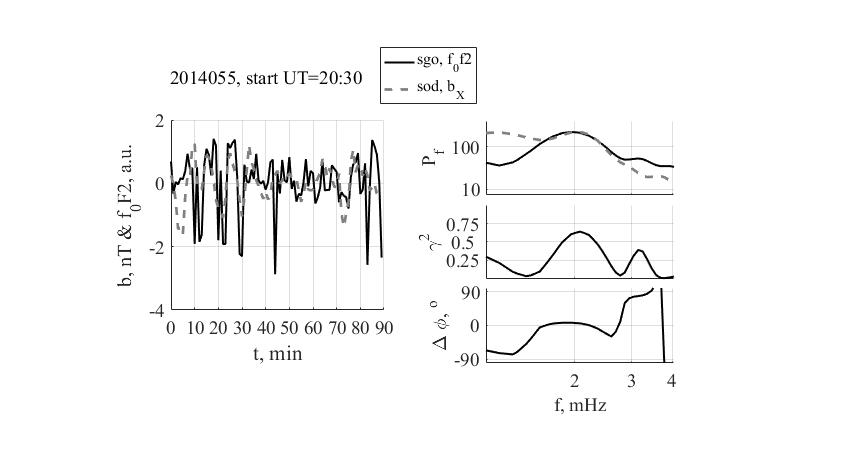 2014055, start UT=20:30
sgo, f0f2
sod, bX
b, nT & f0F2, a.u.
2
0
-2
-4
0 10 20 30 40 50 60 70 80 90
t, min
Pf
100
10
γ2
0.75
0.5
0.25
Δ ϕ, °
90
0
-90
2 3 4
f, mHz